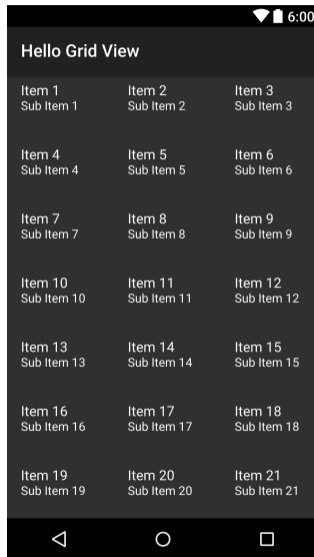 6:00
Hello Grid View
Item 1 Item 2 Item 3
Sub Item 1 Sub Item 2 Sub Item 3
Item 4 Item 5 Item 6
Sub Item 4 Sub Item 5 Sub Item 6
Item 7 Item 8 Item 9
Sub Item 7 Sub Item 8 Sub Item 9
Item 10 Item 11 Item 12
Sub Item 10 Sub Item 11 Sub Item 12
Item 13 Item 14 Item 15
Sub Item 13 Sub Item 14 Sub Item 15
Item 16 Item 17 Item 18
Sub Item 16 Sub Item 17 Sub Item 18
Item 19 Item 20 Item 21
Sub Item 19 Sub Item 20 Sub Item 21